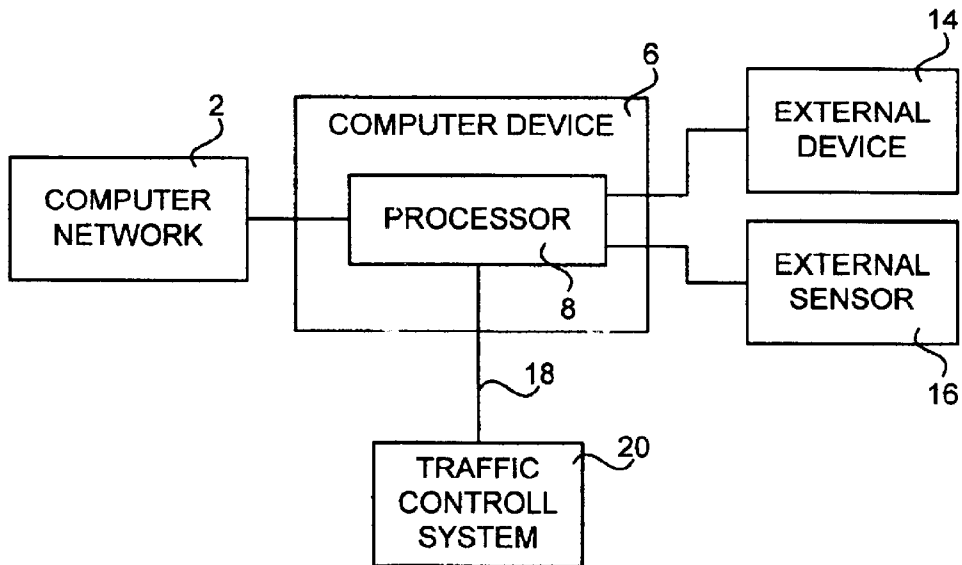 14
6
2
COMPUTER DEVICE
EXTERNAL
DEVICE
COMPUTER
NETWORK
PROCESSOR
8
EXTERNAL
SENSOR
16
18
20
TRAFFIC
CONTROLL
SYSTEM